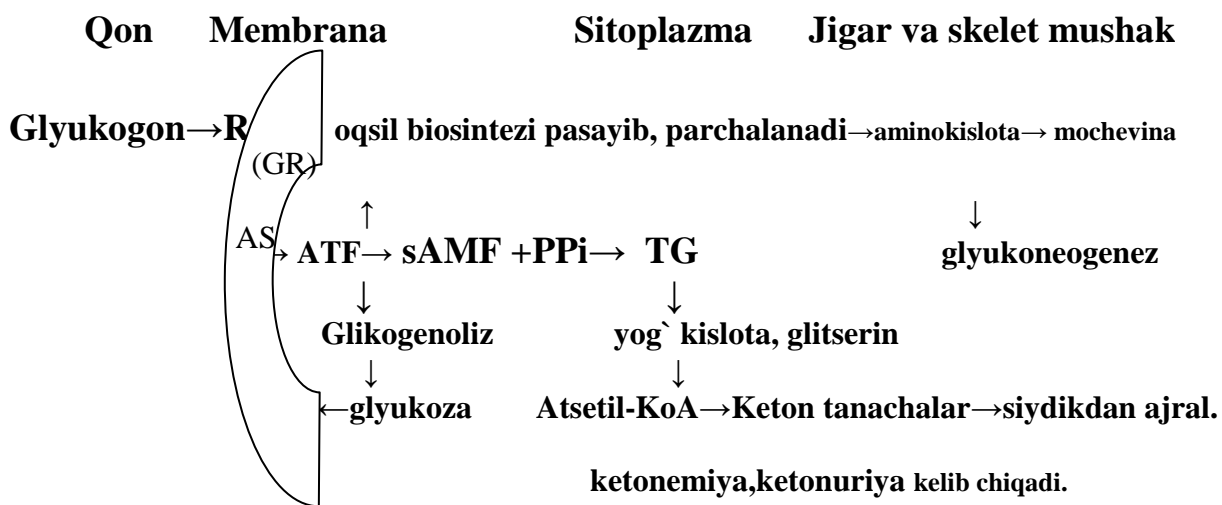 Qon Membrana Sitoplazma Jigar va skelet mushak
Glyukogon→R oqsil biosintezi pasayib, parchalanadi→aminokislota→ mochevina
(GR)
↑ ↓
AS→ ATF→ sAMF +PPi→ TG glyukoneogenez
↓ ↓
Glikogenoliz yog` kislota, glitserin
↓ ↓
←glyukoza Atsetil-KoA→Keton tanachalar→siydikdan ajral.
ketonemiya,ketonuriya kelib chiqadi.